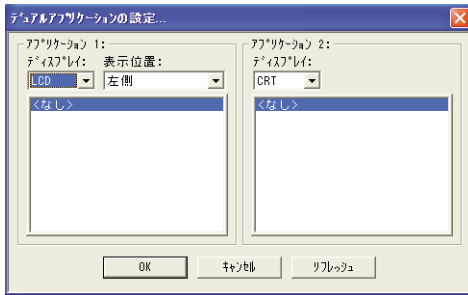 ﾃﾞｭｱﾙｱﾌﾟﾘｹｰｼｮﾝの設定...
ｱﾌﾟﾘｹｰｼｮﾝ 1:
ﾃﾞｨｽﾌﾟﾚｲ: 表示位置:
LCD 左側
<なし>
ｱﾌﾟﾘｹｰｼｮﾝ 2:
ﾃﾞｨｽﾌﾟﾚｲ:
CRT
<なし>
OK ｷｬﾝｾﾙ ﾘﾌﾚｯｼｭ